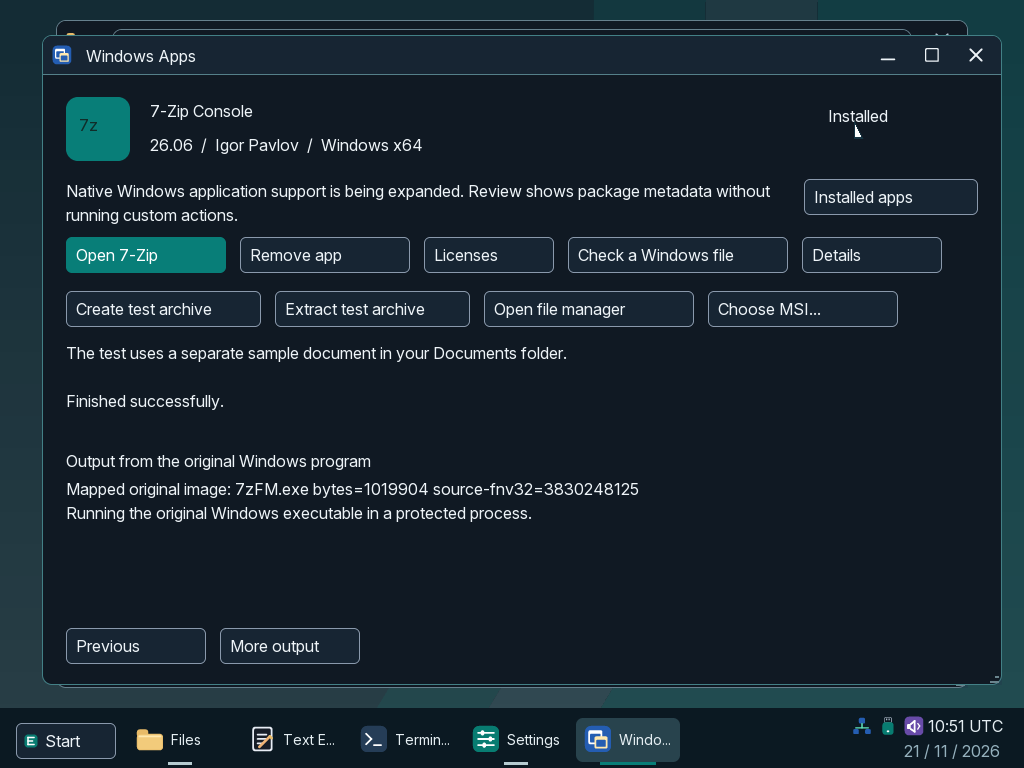 Windows Apps
7z
7-Zip Console
Installed
26.06 / Igor Pavlov / Windows x64
Native Windows application support is being expanded. Review shows package metadata without
running custom actions.
Installed apps
Open 7-Zip
Remove app
Licenses
Check a Windows file
Details
Create test archive
Extract test archive
Open file manager
Choose MSI...
The test uses a separate sample document in your Documents folder.
Finished successfully.
Output from the original Windows program
Mapped original image: 7zFM.exe bytes=1019904 source-fnv32=3830248125
Running the original Windows executable in a protected process.
Previous
More output
E Start
Files
Text E...
Termin...
Settings
Windo...
10:51 UTC
21 / 11 / 2026